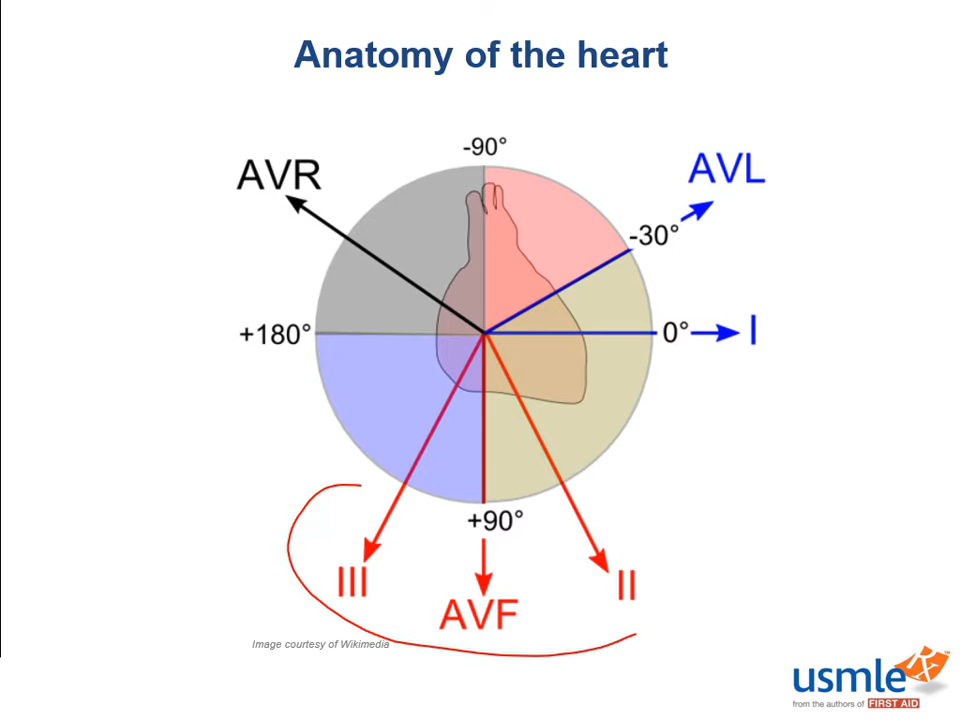 Anatomy of the heart
-90°
AVR
AVL
-30°
+180°
0°
I
+90°
III
AVF
II
Image courtesy of Wikimedia
usmle Rx™
from the authors of FIRST AID